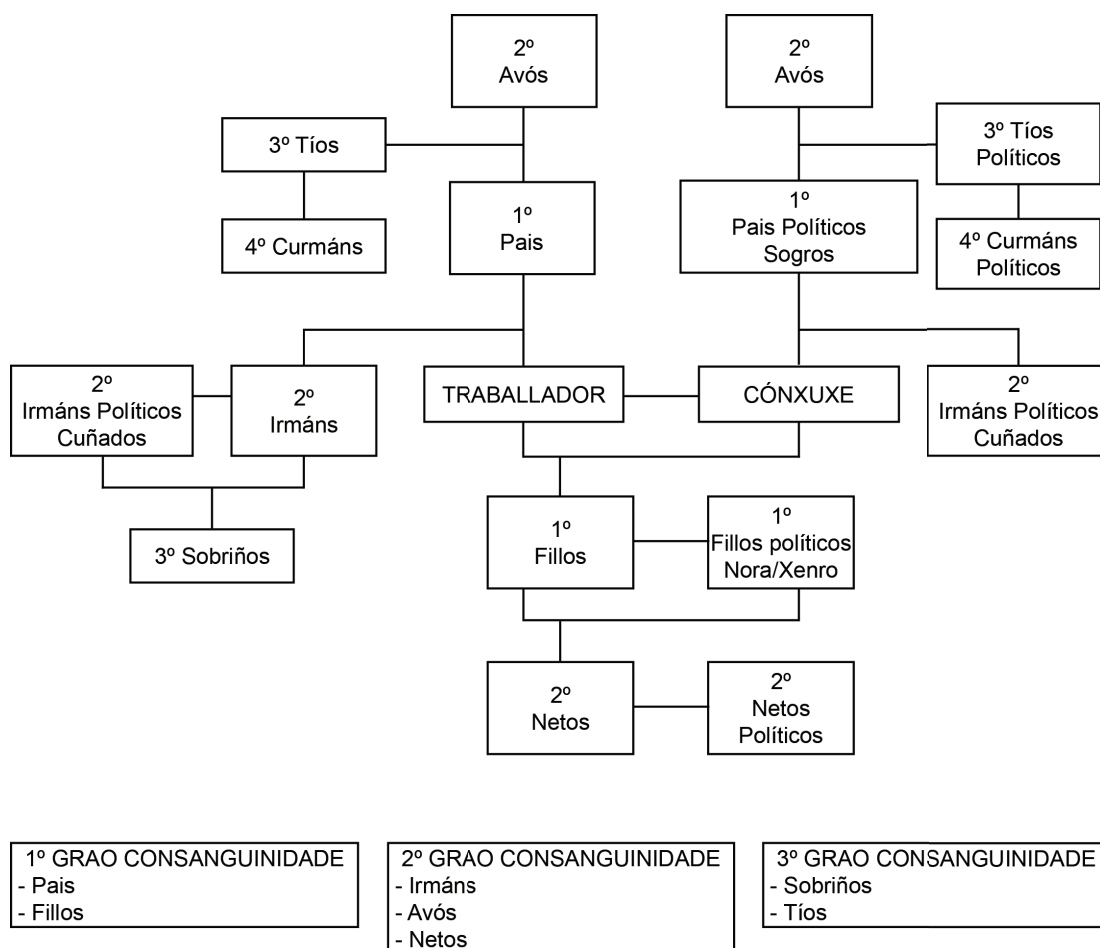 2º
Avós
2º
Avós
3º Tíos
3º Tíos
Políticos
1º
Pais
1º
Pais Políticos
Sogros
4º Curmáns
4º Curmáns
Políticos
2º
Irmáns Políticos
Cuñados
2º
Irmáns
TRABALLADOR
CÓNXUXE
2º
Irmáns Políticos
Cuñados
3º Sobriños
1º
Fillos
1º
Fillos políticos
Nora/Xenro
2º
Netos
2º
Netos
Políticos
1º GRAO CONSANGUINIDADE
- Pais
- Fillos
2º GRAO CONSANGUINIDADE
- Irmáns
- Avós
- Netos
3º GRAO CONSANGUINIDADE
- Sobriños
- Tíos